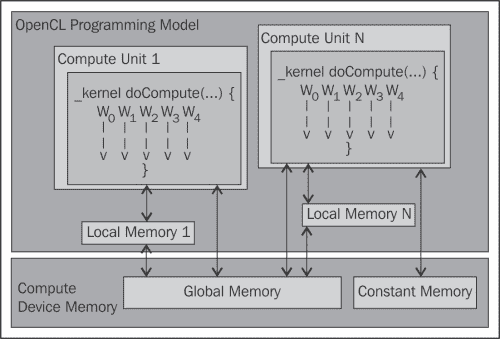 OpenCL Programming Model
Compute Unit 1
_kernel doCompute(...) {
W0 W1 W2 W3 W4
| | | | |
| | | | |
v v v v v
}
Compute Unit N
_kernel doCompute(...) {
W0 W1 W2 W3 W4
| | | | |
| | | | |
v v v v v
}
Local Memory 1
Local Memory N
Compute
Device Memory
Global Memory
Constant Memory